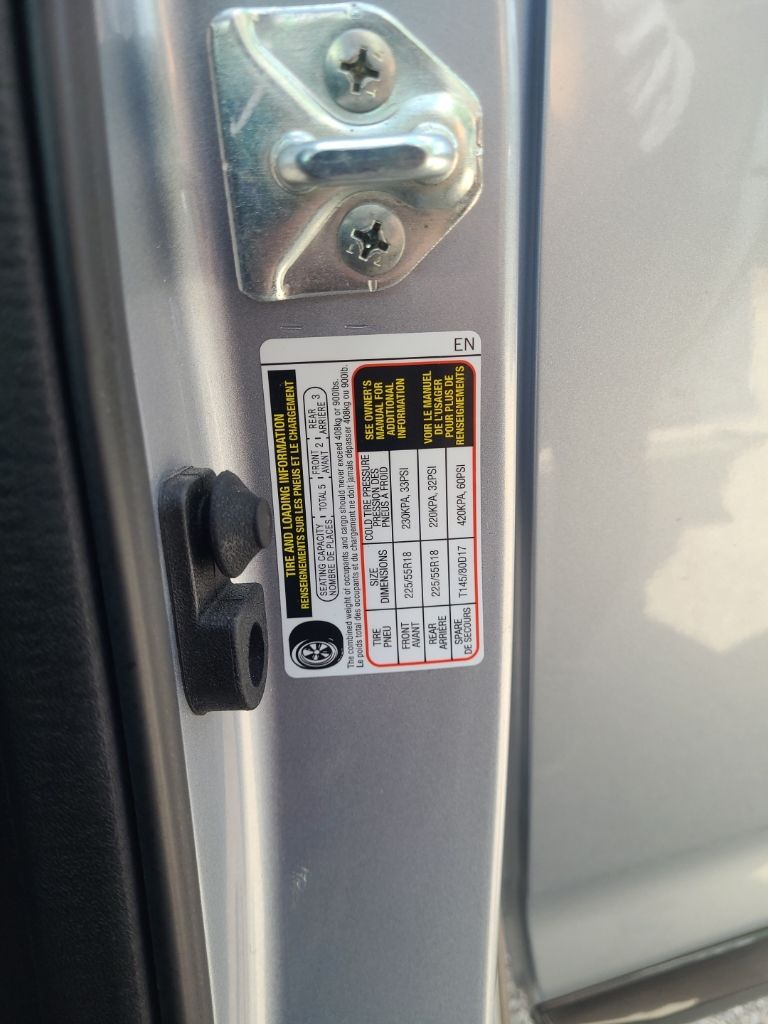 EN
TIRE AND LOADING INFORMATION
RENSEIGNEMENTS SUR LES PNEUS ET LE CHARGEMENT
SEATING CAPACITY TOTAL 5 FRONT 2 REAR 3
NOMBRE DE PLACES AVANT ARRIÈRE
The combined weight of occupants and cargo should never exceed 408kg or 900lbs.
Le poids total des occupants et du chargement ne doit jamais dépasser 408kg ou 900lb.
TIRE SIZE COLD TIRE PRESSURE SEE OWNER'S
PNEU DIMENSIONS PRESSION DES MANUAL FOR
PNEUS A FROID ADDITIONAL
INFORMATION
FRONT 225/55R18 230KPA, 33PSI
AVANT
REAR 225/55R18 220KPA, 32PSI VOIR LE MANUEL
ARRIÈRE DE L'USAGER
SPARE T145/80D17 420KPA, 60PSI POUR PLUS DE
DE SECOURS RENSEIGNEMENTS